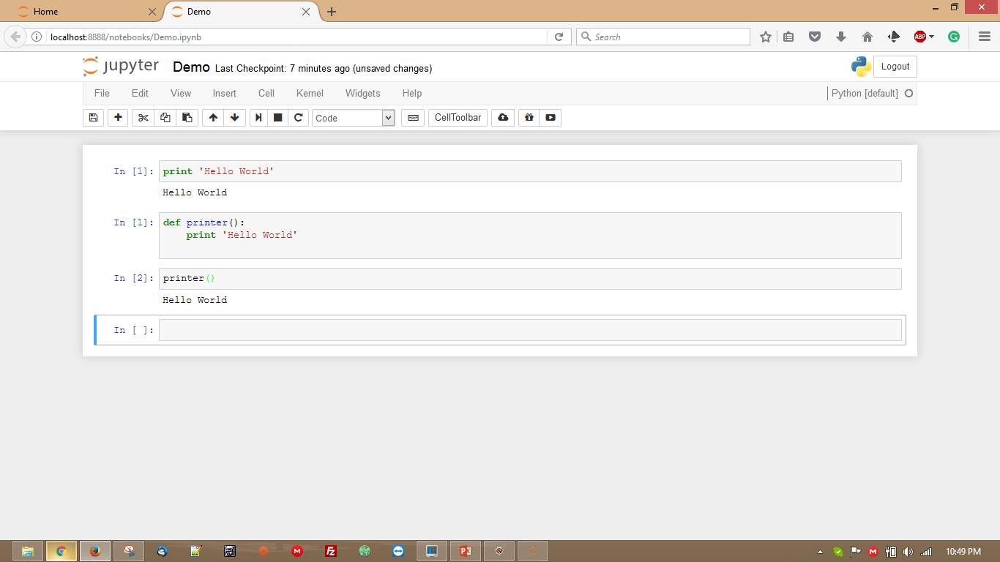 Home
Demo
localhost:8888/notebooks/Demo.ipynb
Search
ABP
G
jupyter Demo Last Checkpoint: 7 minutes ago (unsaved changes)
Logout
File Edit View Insert Cell Kernel Widgets Help
Python [default]
Code
CellToolbar
In [1]: print 'Hello World'
Hello World
In [1]: def printer():
    print 'Hello World'
In [2]: printer()
Hello World
In [ ]:
10:49 PM